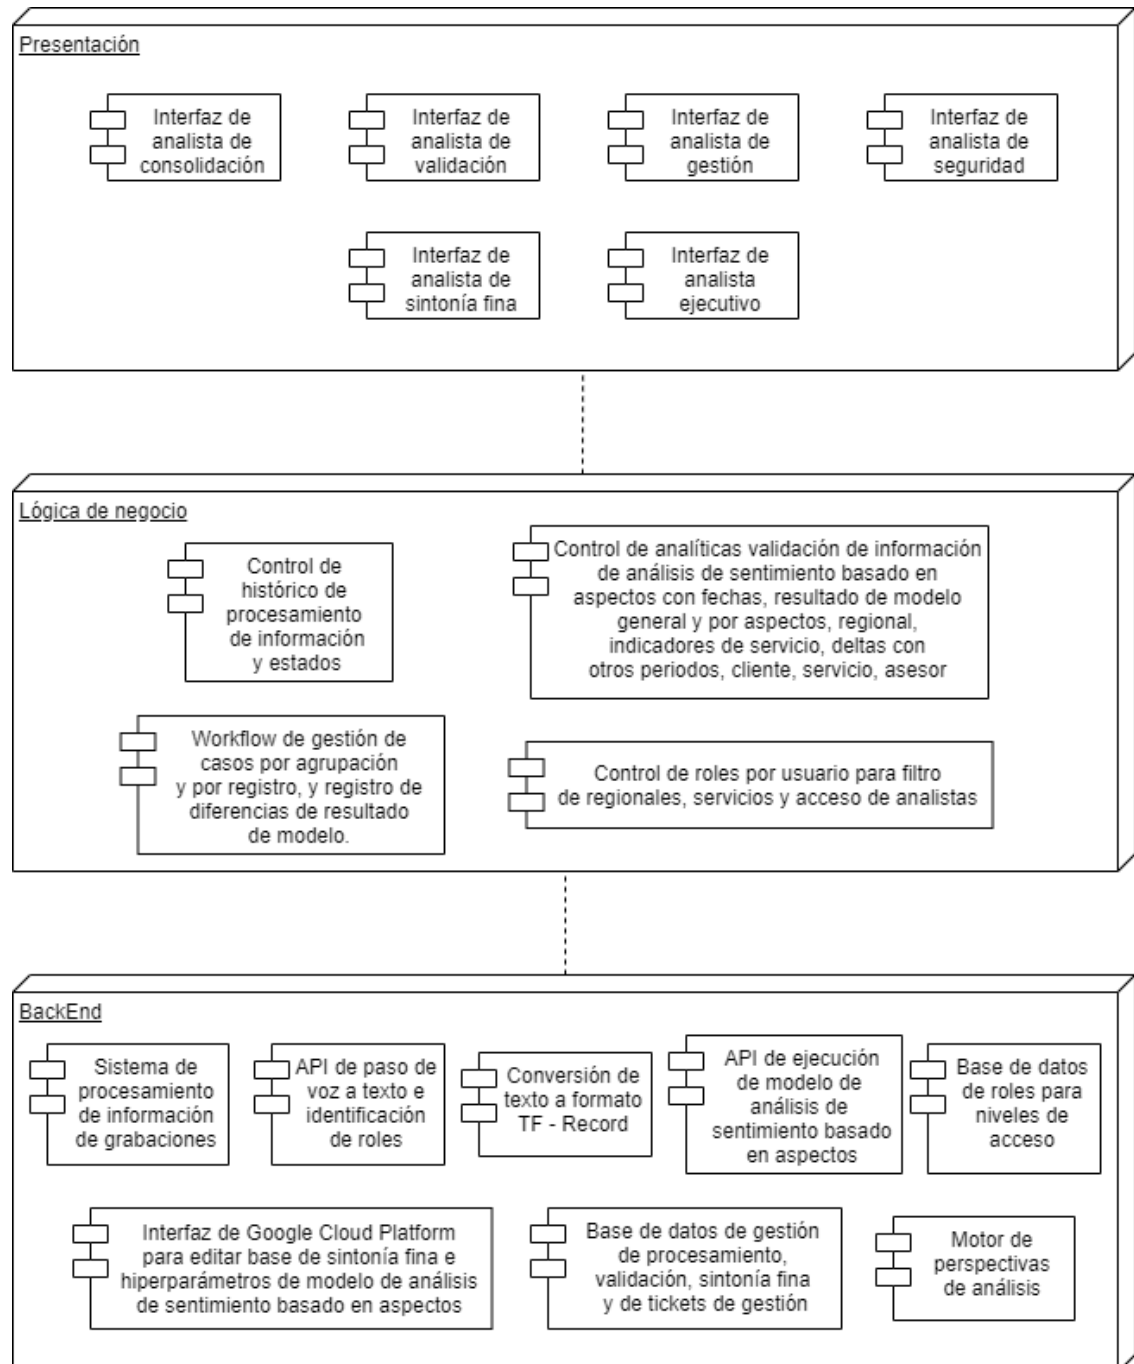 Presentación
Interfaz de
analista de
consolidación
Interfaz de
analista de
validación
Interfaz de
analista de
gestión
Interfaz de
analista de
seguridad
Interfaz de
analista de
sintonía fina
Interfaz de
analista
ejecutivo
Lógica de negocio
Control de
histórico de
procesamiento
de información
y estados
Control de analíticas validación de información
de análisis de sentimiento basado en
aspectos con fechas, resultado de modelo
general y por aspectos, regional,
indicadores de servicio, deltas con
otros periodos, cliente, servicio, asesor
Workflow de gestión de
casos por agrupación
y por registro, y registro de
diferencias de resultado
de modelo.
Control de roles por usuario para filtro
de regionales, servicios y acceso de analistas
BackEnd
Sistema de
procesamiento
de información
de grabaciones
API de paso de
voz a texto e
identificación
de roles
Conversión de
texto a formato
TF - Record
API de ejecución
de modelo de
análisis de
sentimiento basado
en aspectos
Base de datos
de roles para
niveles de
acceso
Interfaz de Google Cloud Platform
para editar base de sintonía fina e
hiperparámetros de modelo de análisis
de sentimiento basado en aspectos
Base de datos de gestión
de procesamiento,
validación, sintonía fina
y de tickets de gestión
Motor de
perspectivas
de análisis